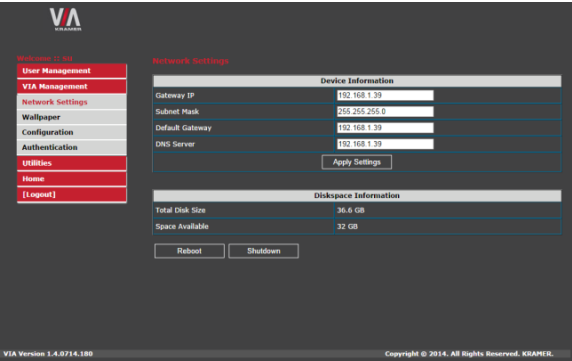 VIA
KRAMER
Welcome !! su
User Management
VIA Management
Network Settings
Wallpaper
Configuration
Authentication
Utilities
Home
[Logout]
Network Settings
Device Information
Gateway IP 192.168.1.39
Subnet Mask 255.255.255.0
Default Gateway 192.168.1.39
DNS Server 192.168.1.39
Apply Settings
Diskspace Information
Total Disk Size 36.6 GB
Space Available 32 GB
Reboot Shutdown
VIA Version 1.4.0714.180 Copyright © 2014. All Rights Reserved. KRAMER.